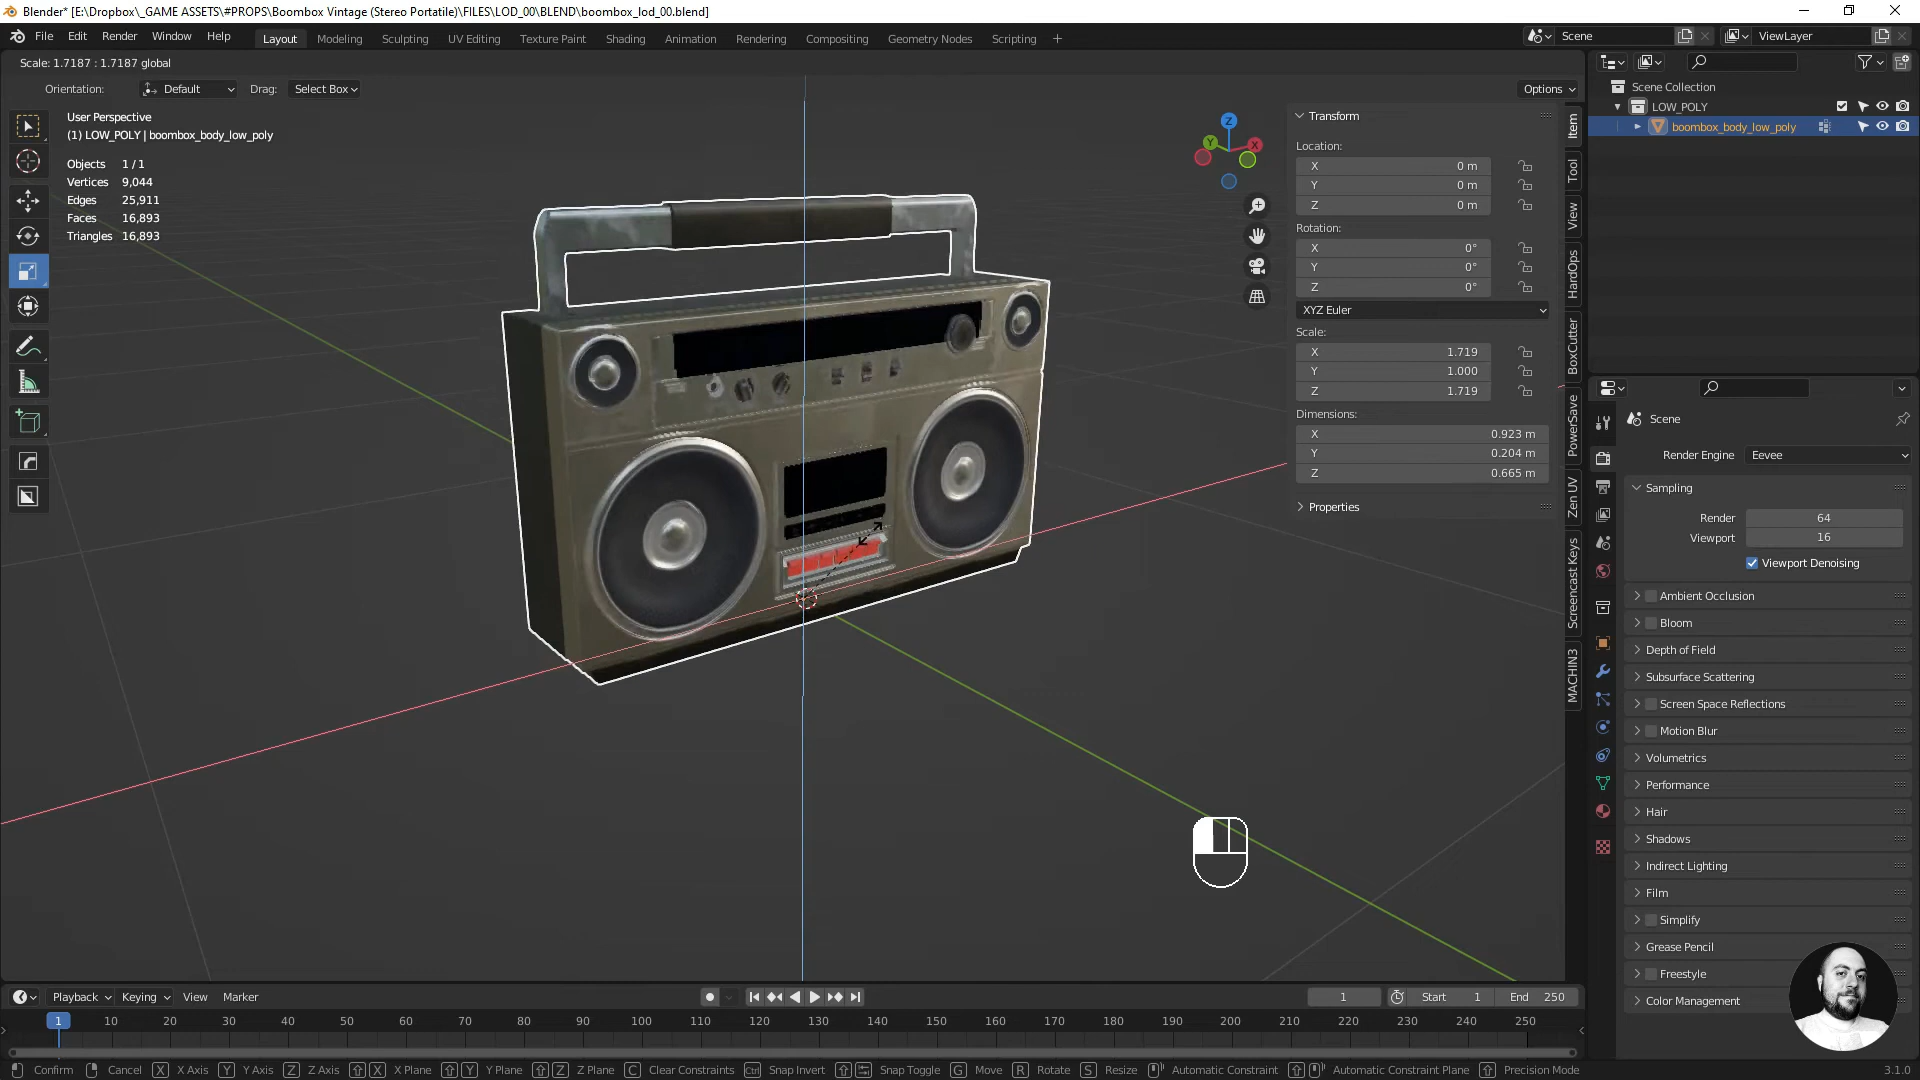 Blender* [E:\Dropbox\_GAME ASSETS\#PROPS\Boombox Vintage (Stereo Portatile)\FILES\LOD_00\BLEND\boombox_lod_00.blend]
File Edit Render Window Help Layout Modeling Sculpting UV Editing Texture Paint Shading Animation Rendering Compositing Geometry Nodes Scripting + Scene ViewLayer
Scale: 1.7187 : 1.7187 global
Orientation: Default Drag: Select Box Options
User Perspective
(1) LOW_POLY | boombox_body_low_poly
Objects 1 / 1
Vertices 9,044
Edges 25,911
Faces 16,893
Triangles 16,893
Z
Y
X
Transform
Location:
X 0 m
Y 0 m
Z 0 m
Rotation:
X 0°
Y 0°
Z 0°
XYZ Euler
Scale:
X 1.719
Y 1.000
Z 1.719
Dimensions:
X 0.923 m
Y 0.204 m
Z 0.665 m
Properties
Item
Tool
View
HardOps
BoxCutter
PowerSave
Zen UV
Screencast Keys
MACHIN3
Scene Collection
LOW_POLY
boombox_body_low_poly
Scene
Render Engine Eevee
Sampling
Render 64
Viewport 16
Viewport Denoising
Ambient Occlusion
Bloom
Depth of Field
Subsurface Scattering
Screen Space Reflections
Motion Blur
Volumetrics
Performance
Hair
Shadows
Indirect Lighting
Film
Simplify
Grease Pencil
Freestyle
Color Management
Playback Keying View Marker 1 Start 1 End 250
1 10 20 30 40 50 60 70 80 90 100 110 120 130 140 150 160 170 180 190 200 210 220 230 240 250
Confirm Cancel X X Axis Y Y Axis Z Z Axis X X Plane Y Y Plane Z Z Plane C Clear Constraints Ctrl Snap Invert Snap Toggle G Move R Rotate S Resize Automatic Constraint Automatic Constraint Plane Precision Mode 3.1.0